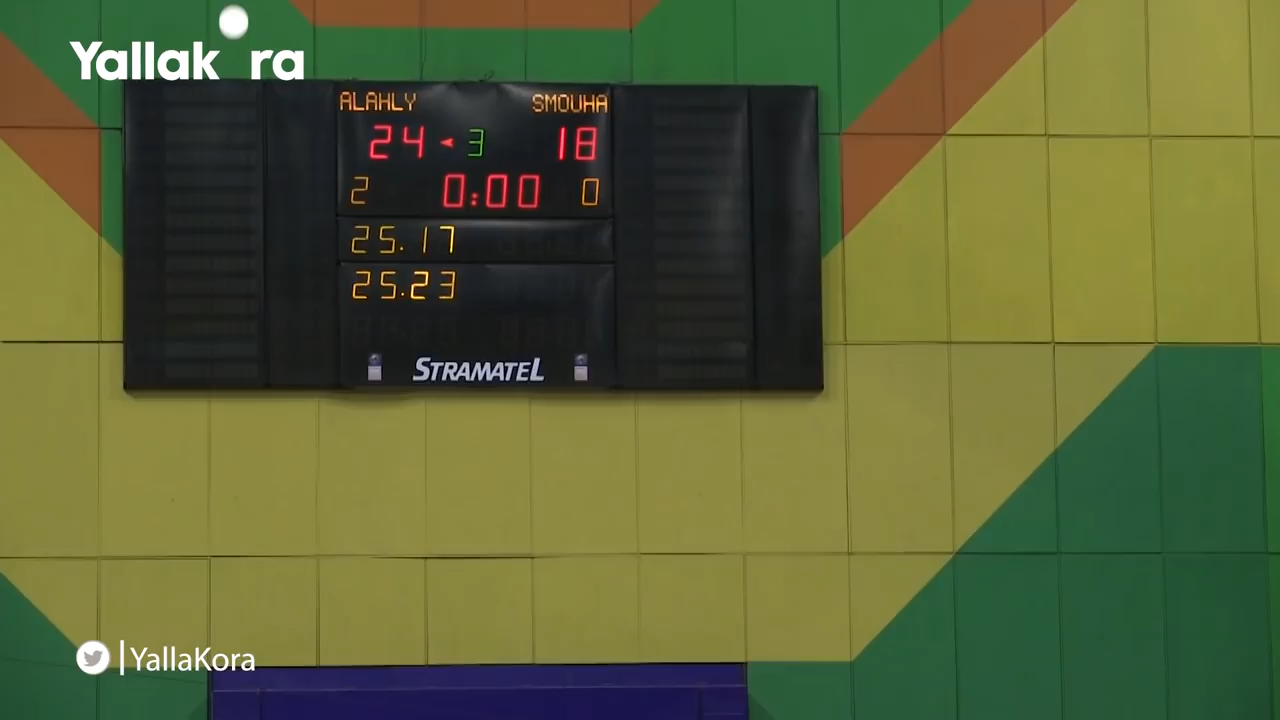 Yallakora
ALAHLY SMOUHA
24 3 18
2 0:00 0
25.17
25.23
STRAMATEL
|YallaKora